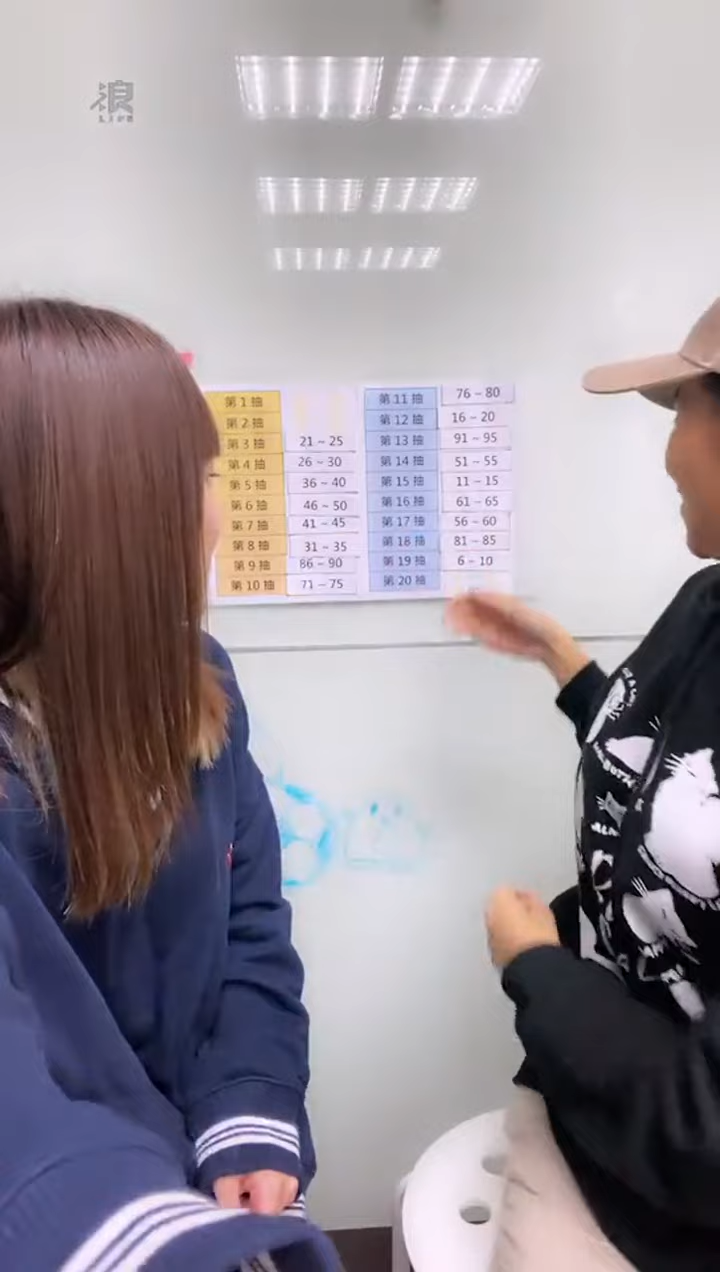 浪
LIVE
第 1 抽
第 2 抽
第 3 抽 21 ~ 25
第 4 抽 26 ~ 30
第 5 抽 36 ~ 40
第 6 抽 46 ~ 50
第 7 抽 41 ~ 45
第 8 抽 31 ~ 35
第 9 抽 86 ~ 90
第 10 抽 71 ~ 75
第 11 抽 76 ~ 80
第 12 抽 16 ~ 20
第 13 抽 91 ~ 95
第 14 抽 51 ~ 55
第 15 抽 11 ~ 15
第 16 抽 61 ~ 65
第 17 抽 56 ~ 60
第 18 抽 81 ~ 85
第 19 抽 6 ~ 10
第 20 抽